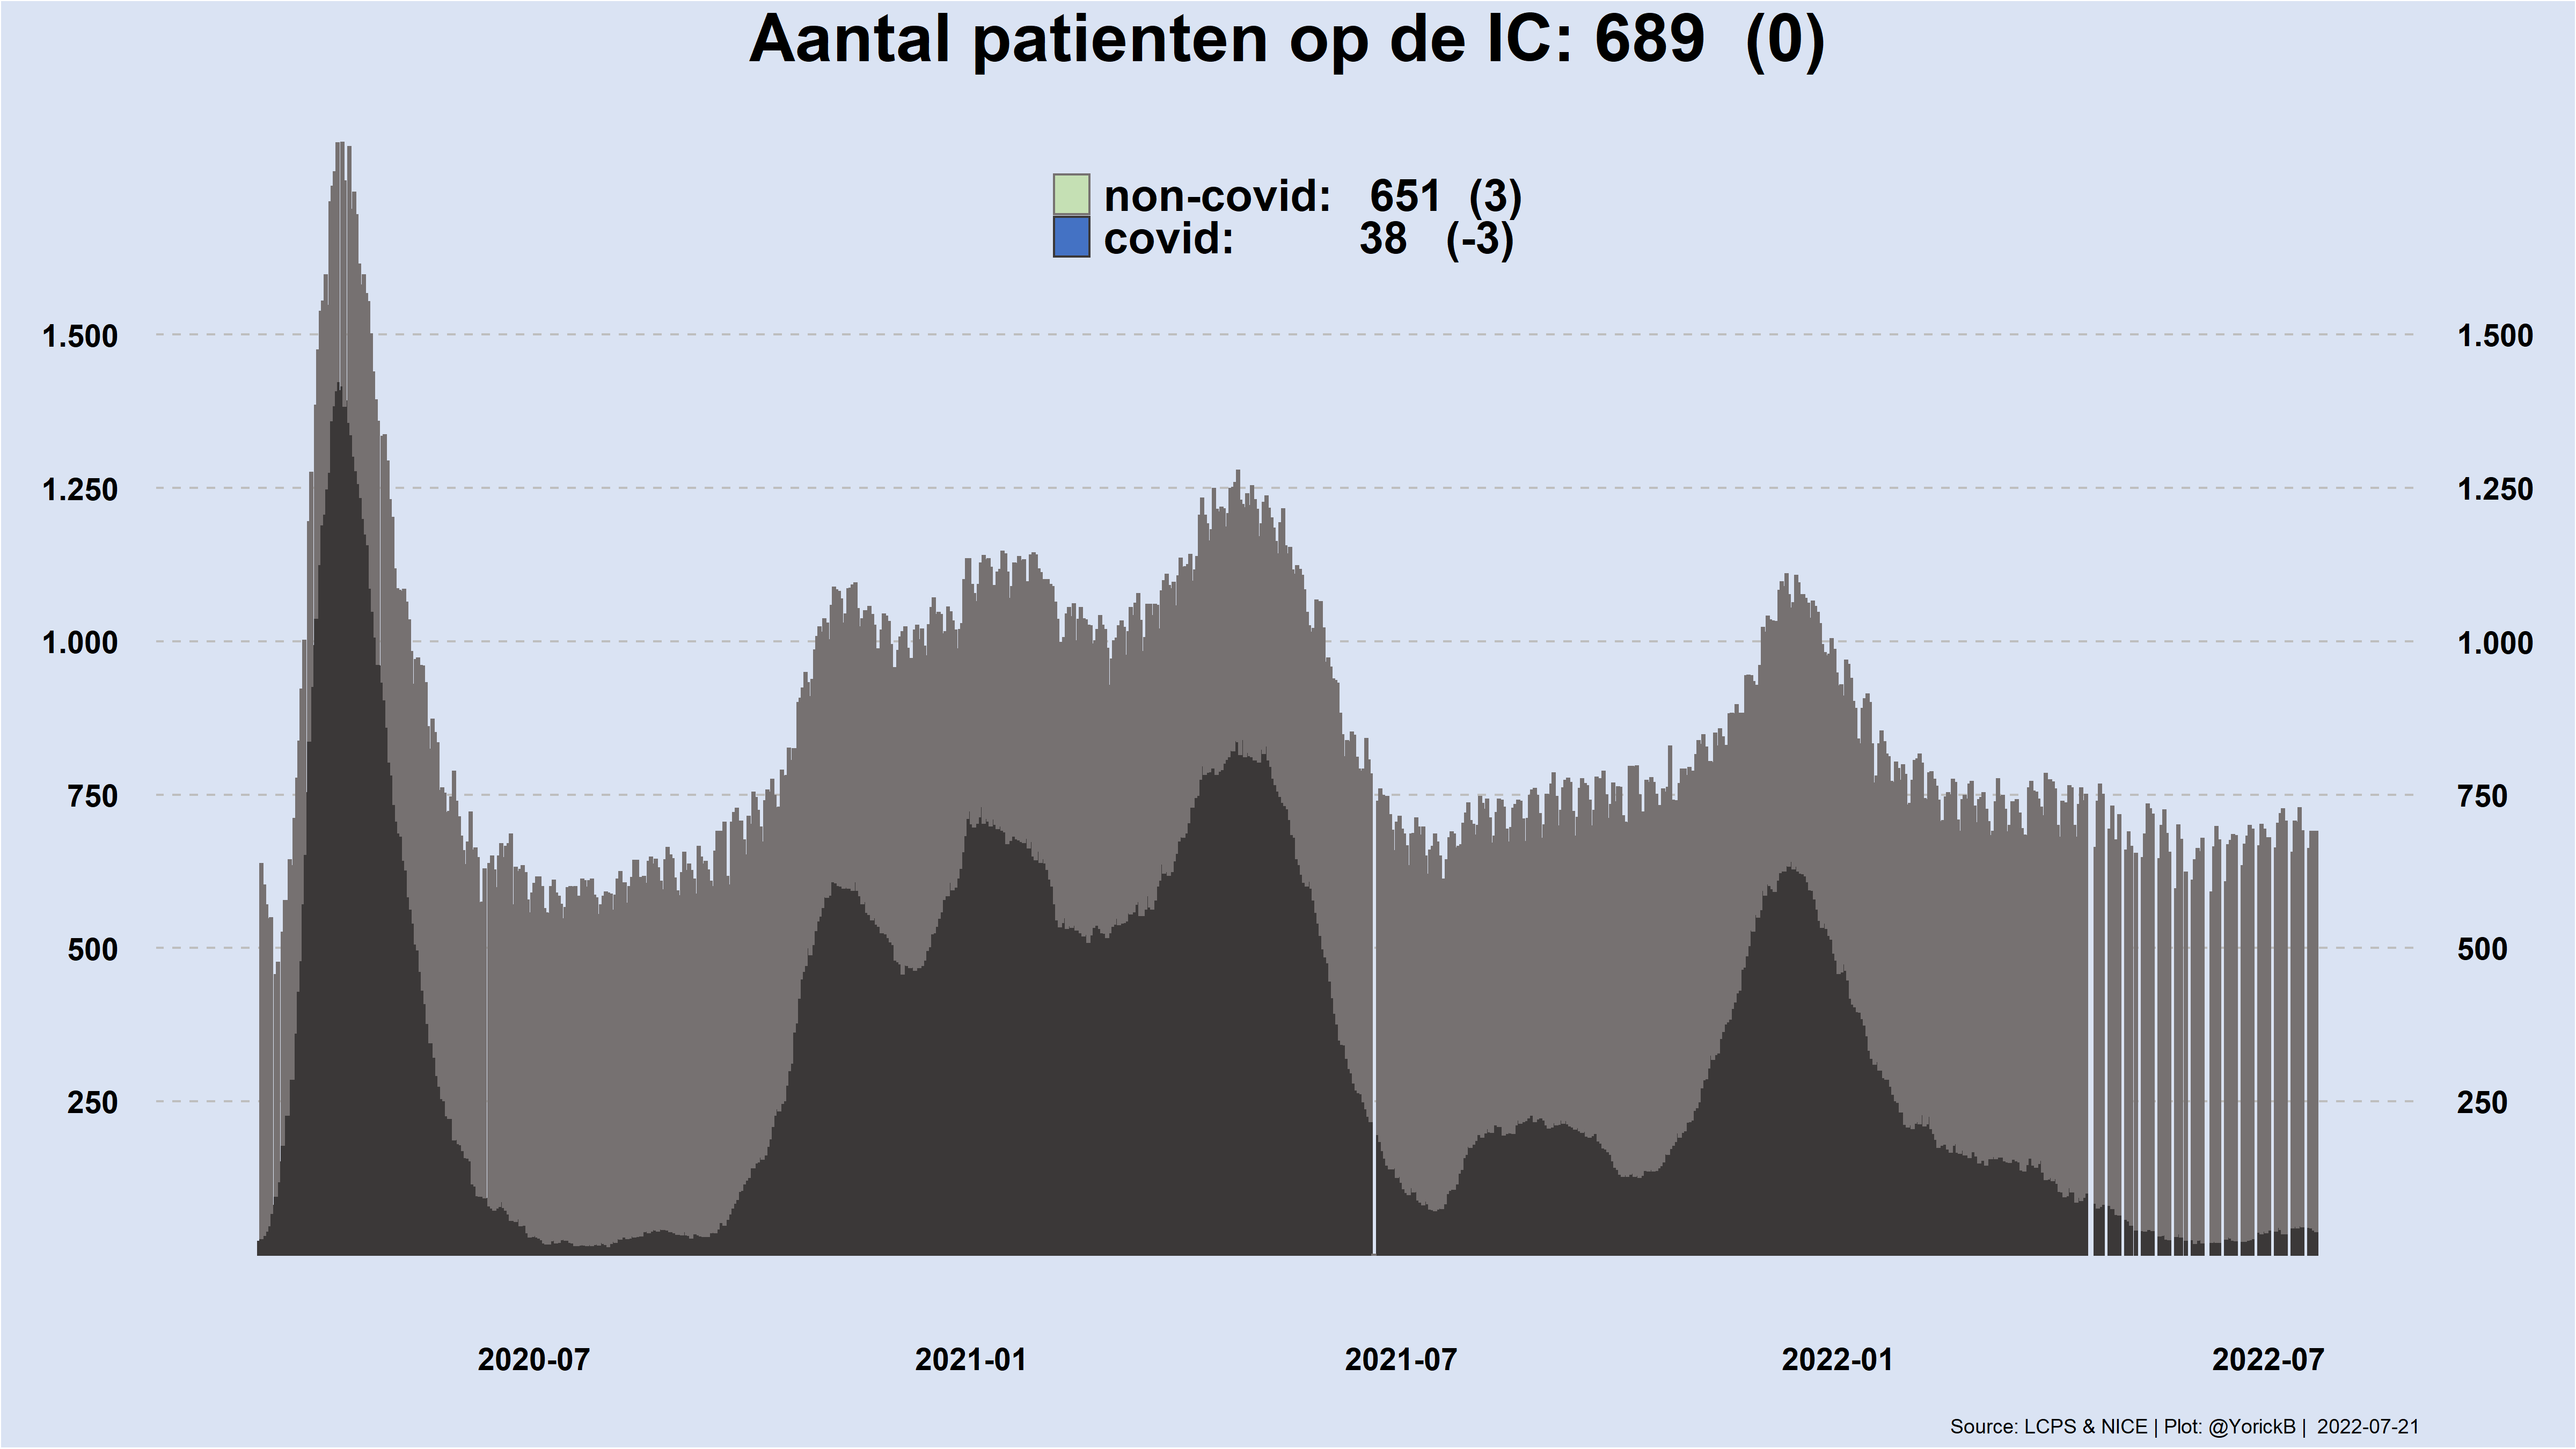 Aantal patienten op de IC: 689 (0)
non-covid: 651 (3)
covid: 38 (-3)
1.500 1.500
1.250 1.250
1.000 1.000
750 750
500 500
250 250
2020-07 2021-01 2021-07 2022-01 2022-07
Source: LCPS & NICE | Plot: @YorickB | 2022-07-21